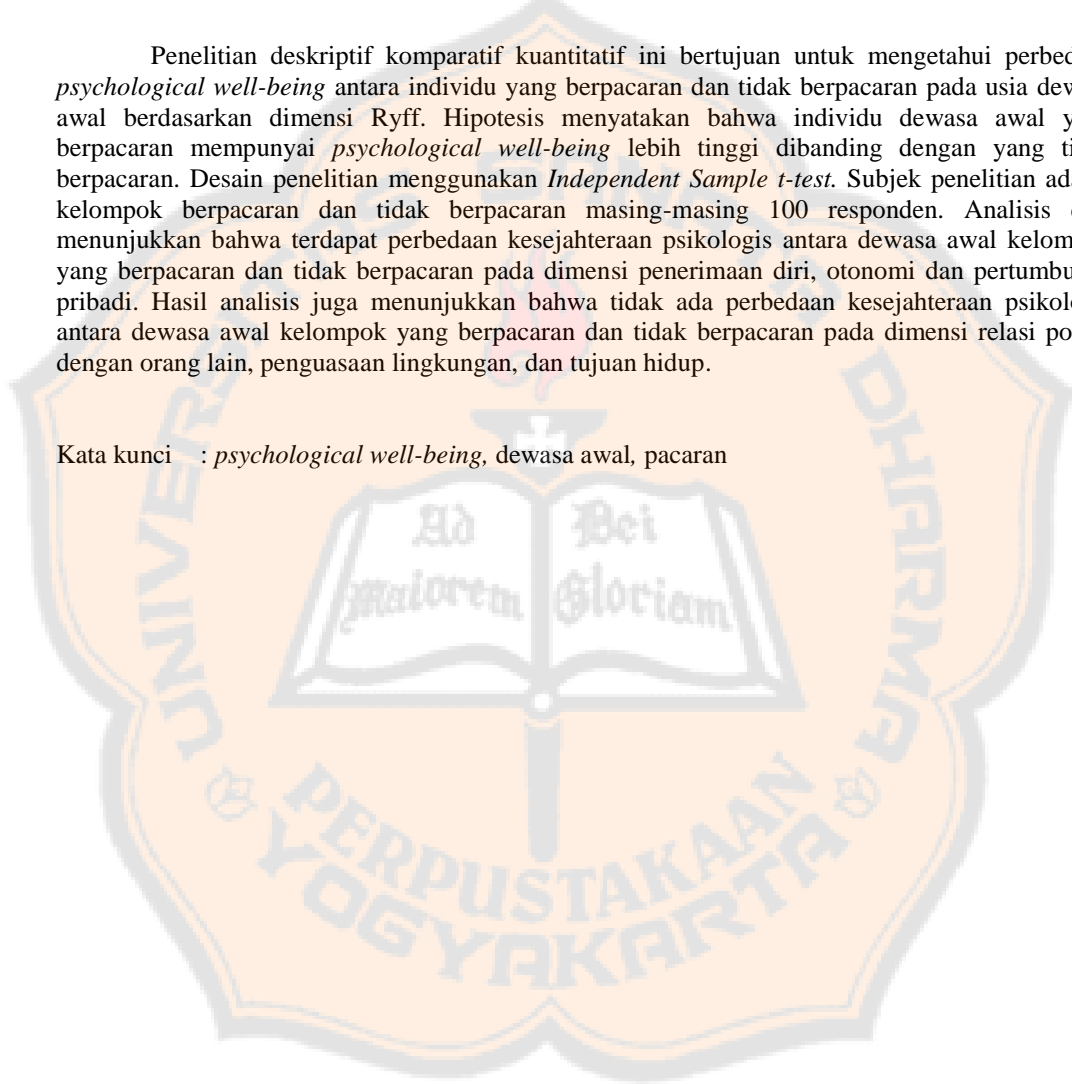 Penelitian deskriptif komparatif kuantitatif ini bertujuan untuk mengetahui perbed
psychological well-being antara individu yang berpacaran dan tidak berpacaran pada usia dew
awal berdasarkan dimensi Ryff. Hipotesis menyatakan bahwa individu dewasa awal y
berpacaran mempunyai psychological well-being lebih tinggi dibanding dengan yang ti
berpacaran. Desain penelitian menggunakan Independent Sample t-test. Subjek penelitian ada
kelompok berpacaran dan tidak berpacaran masing-masing 100 responden. Analisis
menunjukkan bahwa terdapat perbedaan kesejahteraan psikologis antara dewasa awal kelom
yang berpacaran dan tidak berpacaran pada dimensi penerimaan diri, otonomi dan pertumbu
pribadi. Hasil analisis juga menunjukkan bahwa tidak ada perbedaan kesejahteraan psikol
antara dewasa awal kelompok yang berpacaran dan tidak berpacaran pada dimensi relasi po
dengan orang lain, penguasaan lingkungan, dan tujuan hidup.
Kata kunci : psychological well-being, dewasa awal, pacaran
UNIVERSITAS SANATA DHARMA
Ad Dei
Maiorem Gloriam
PERPUSTAKAAN
YOGYAKARTA